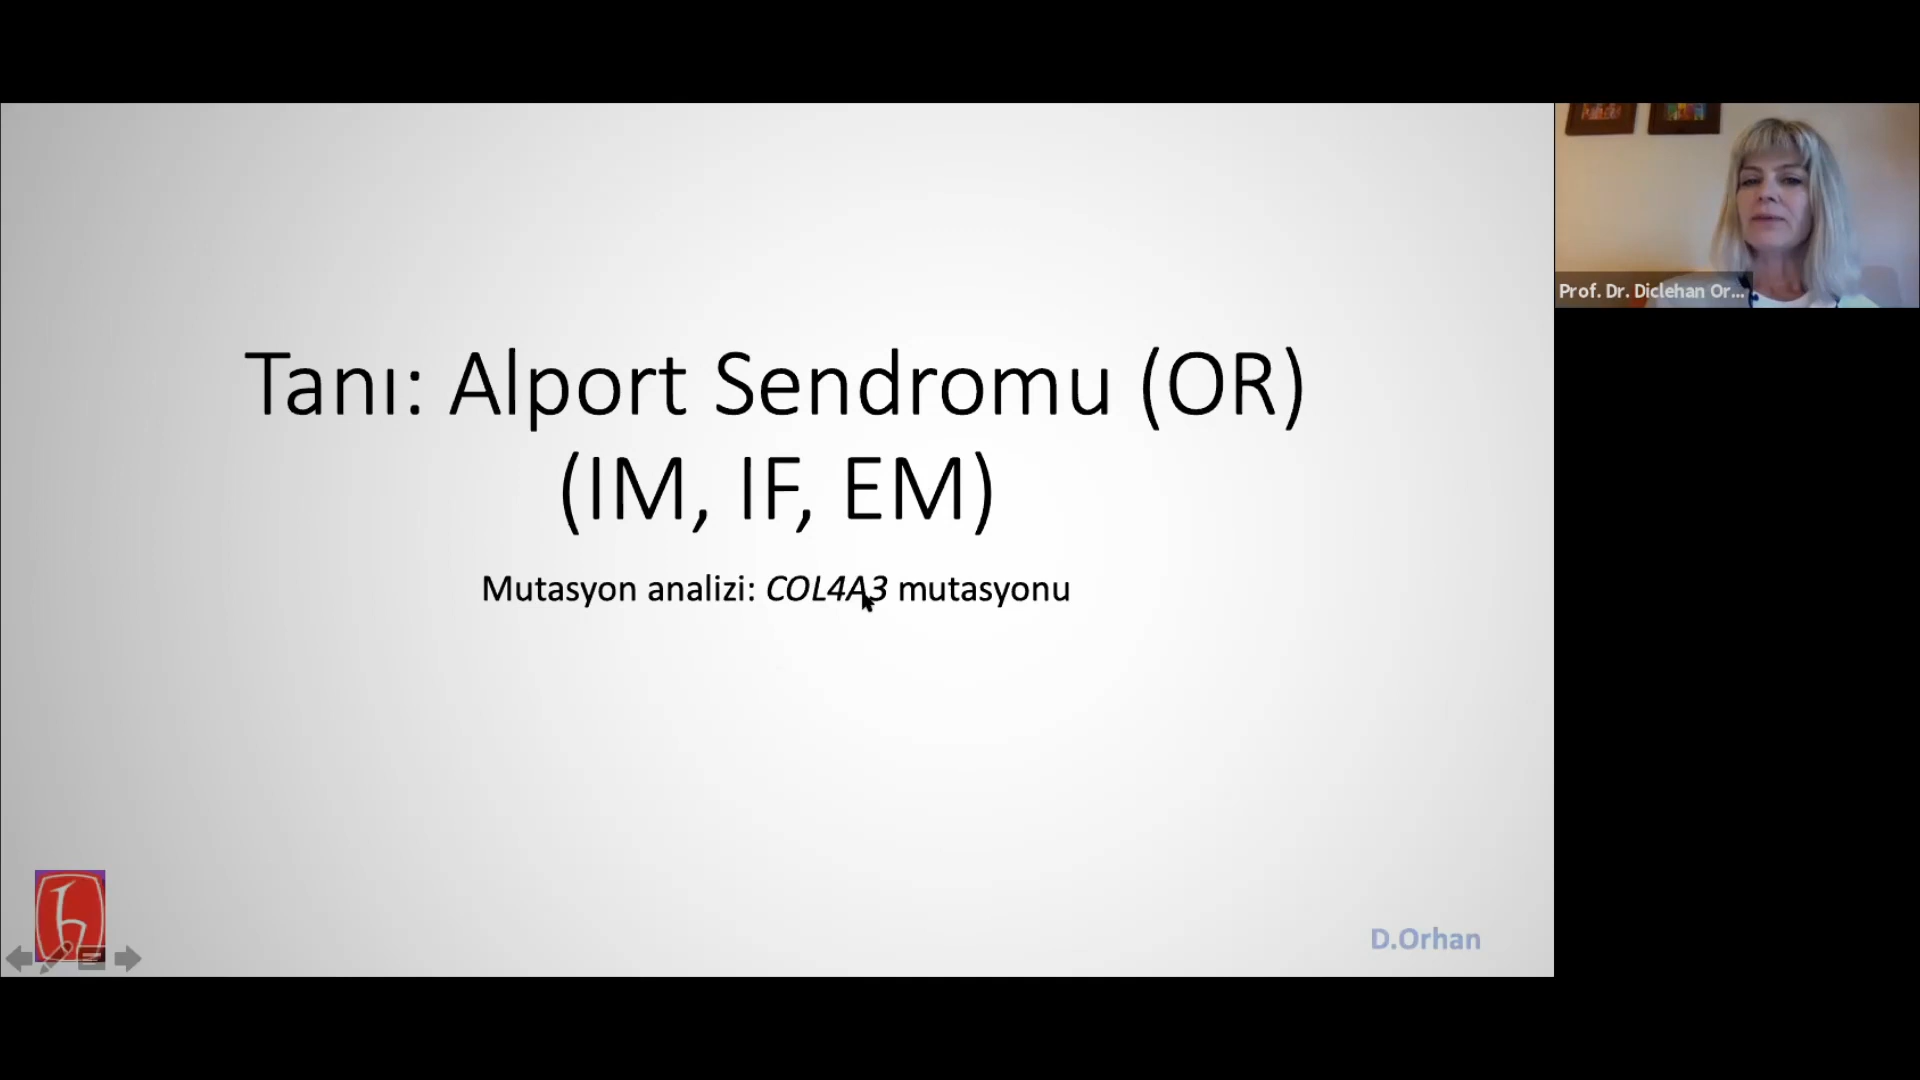 Tanı: Alport Sendromu (OR)
(IM, IF, EM)
Mutasyon analizi: COL4A3 mutasyonu
D.Orhan
Prof. Dr. Diclehan Or...